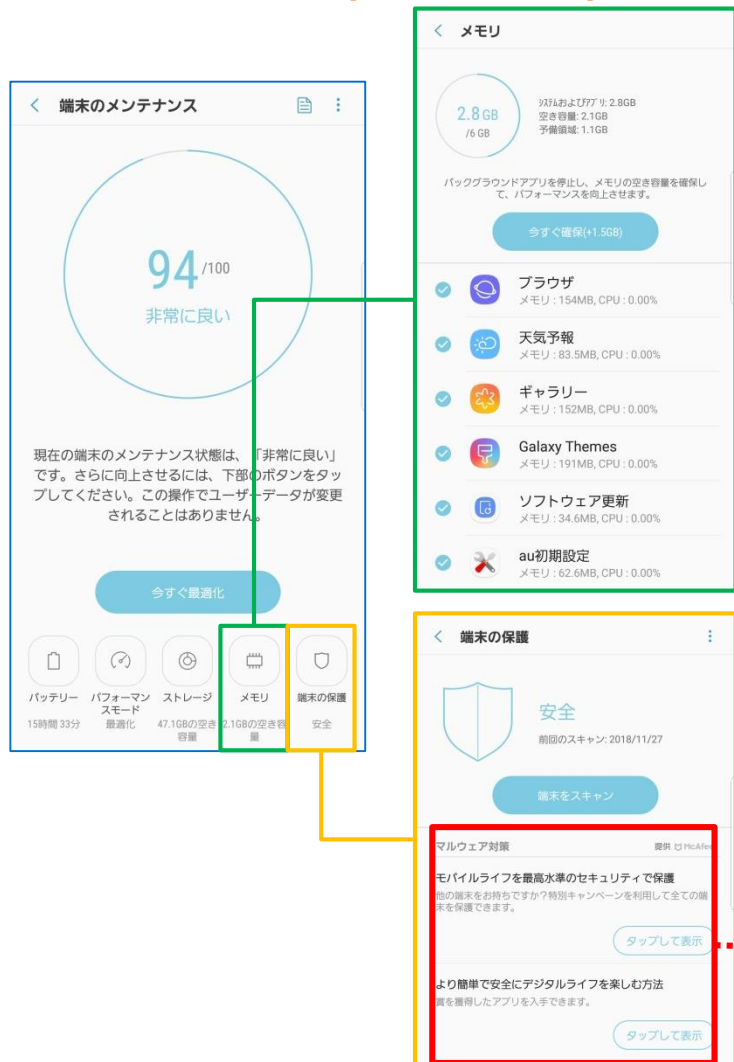 端末のメンテナンス
94/100
非常に良い
現在の端末のメンテナンス状態は、「非常に良い」
です。さらに向上させるには、下部のボタンをタッ
プしてください。この操作でユーザーデータが変更
されることはありません。
今すぐ最適化
バッテリー
15時間 33分
パフォーマン
スモード
最適化
ストレージ
47.1GBの空き
容量
メモリ
2.1GBの空き容
量
端末の保護
安全
メモリ
2.8 GB
/6 GB
ｼｽﾃﾑおよびｱﾌﾟﾘ: 2.8GB
空き容量: 2.1GB
予備領域: 1.1GB
バックグラウンドアプリを停止し、メモリの空き容量を確保し
て、パフォーマンスを向上させます。
今すぐ確保(+1.5GB)
ブラウザ
メモリ : 154MB, CPU : 0.00%
天気予報
メモリ : 83.5MB, CPU : 0.00%
ギャラリー
メモリ : 152MB, CPU : 0.00%
Galaxy Themes
メモリ : 191MB, CPU : 0.00%
ソフトウェア更新
メモリ : 34.6MB, CPU : 0.00%
au初期設定
メモリ : 62.6MB, CPU : 0.00%
端末の保護
安全
前回のスキャン: 2018/11/27
端末をスキャン
マルウェア対策
提供 McAfee
モバイルライフを最高水準のセキュリティで保護
他の端末をお持ちですか？特別キャンペーンを利用して全ての端
末を保護できます。
タップして表示
より簡単で安全にデジタルライフを楽しむ方法
賞を獲得したアプリを入手できます。
タップして表示